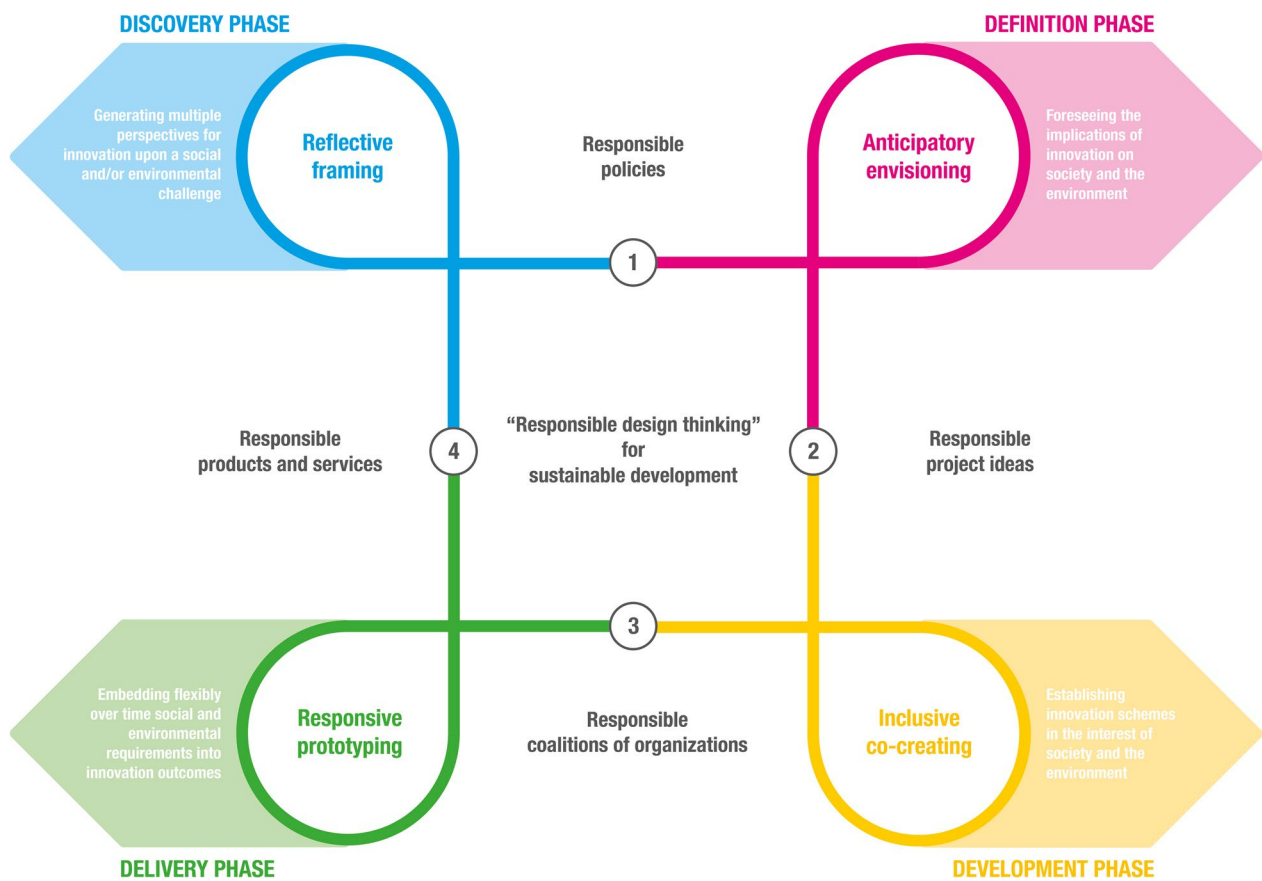 DISCOVERY PHASE
Generating multiple
perspectives for
innovation upon a social
and/or environmental
challenge
Reflective
framing
Responsible
policies
DEFINITION PHASE
Anticipatory
envisioning
Foreseeing the
implications of
innovation on
society and the
environment
1
Responsible
products and services
4
“Responsible design thinking”
for
sustainable development
2
Responsible
project ideas
3
Embedding flexibly
over time social and
environmental
requirements into
innovation outcomes
Responsive
prototyping
Responsible
coalitions of organizations
Inclusive
co-creating
Establishing
innovation schemes
in the interest of
society and the
environment
DELIVERY PHASE
DEVELOPMENT PHASE